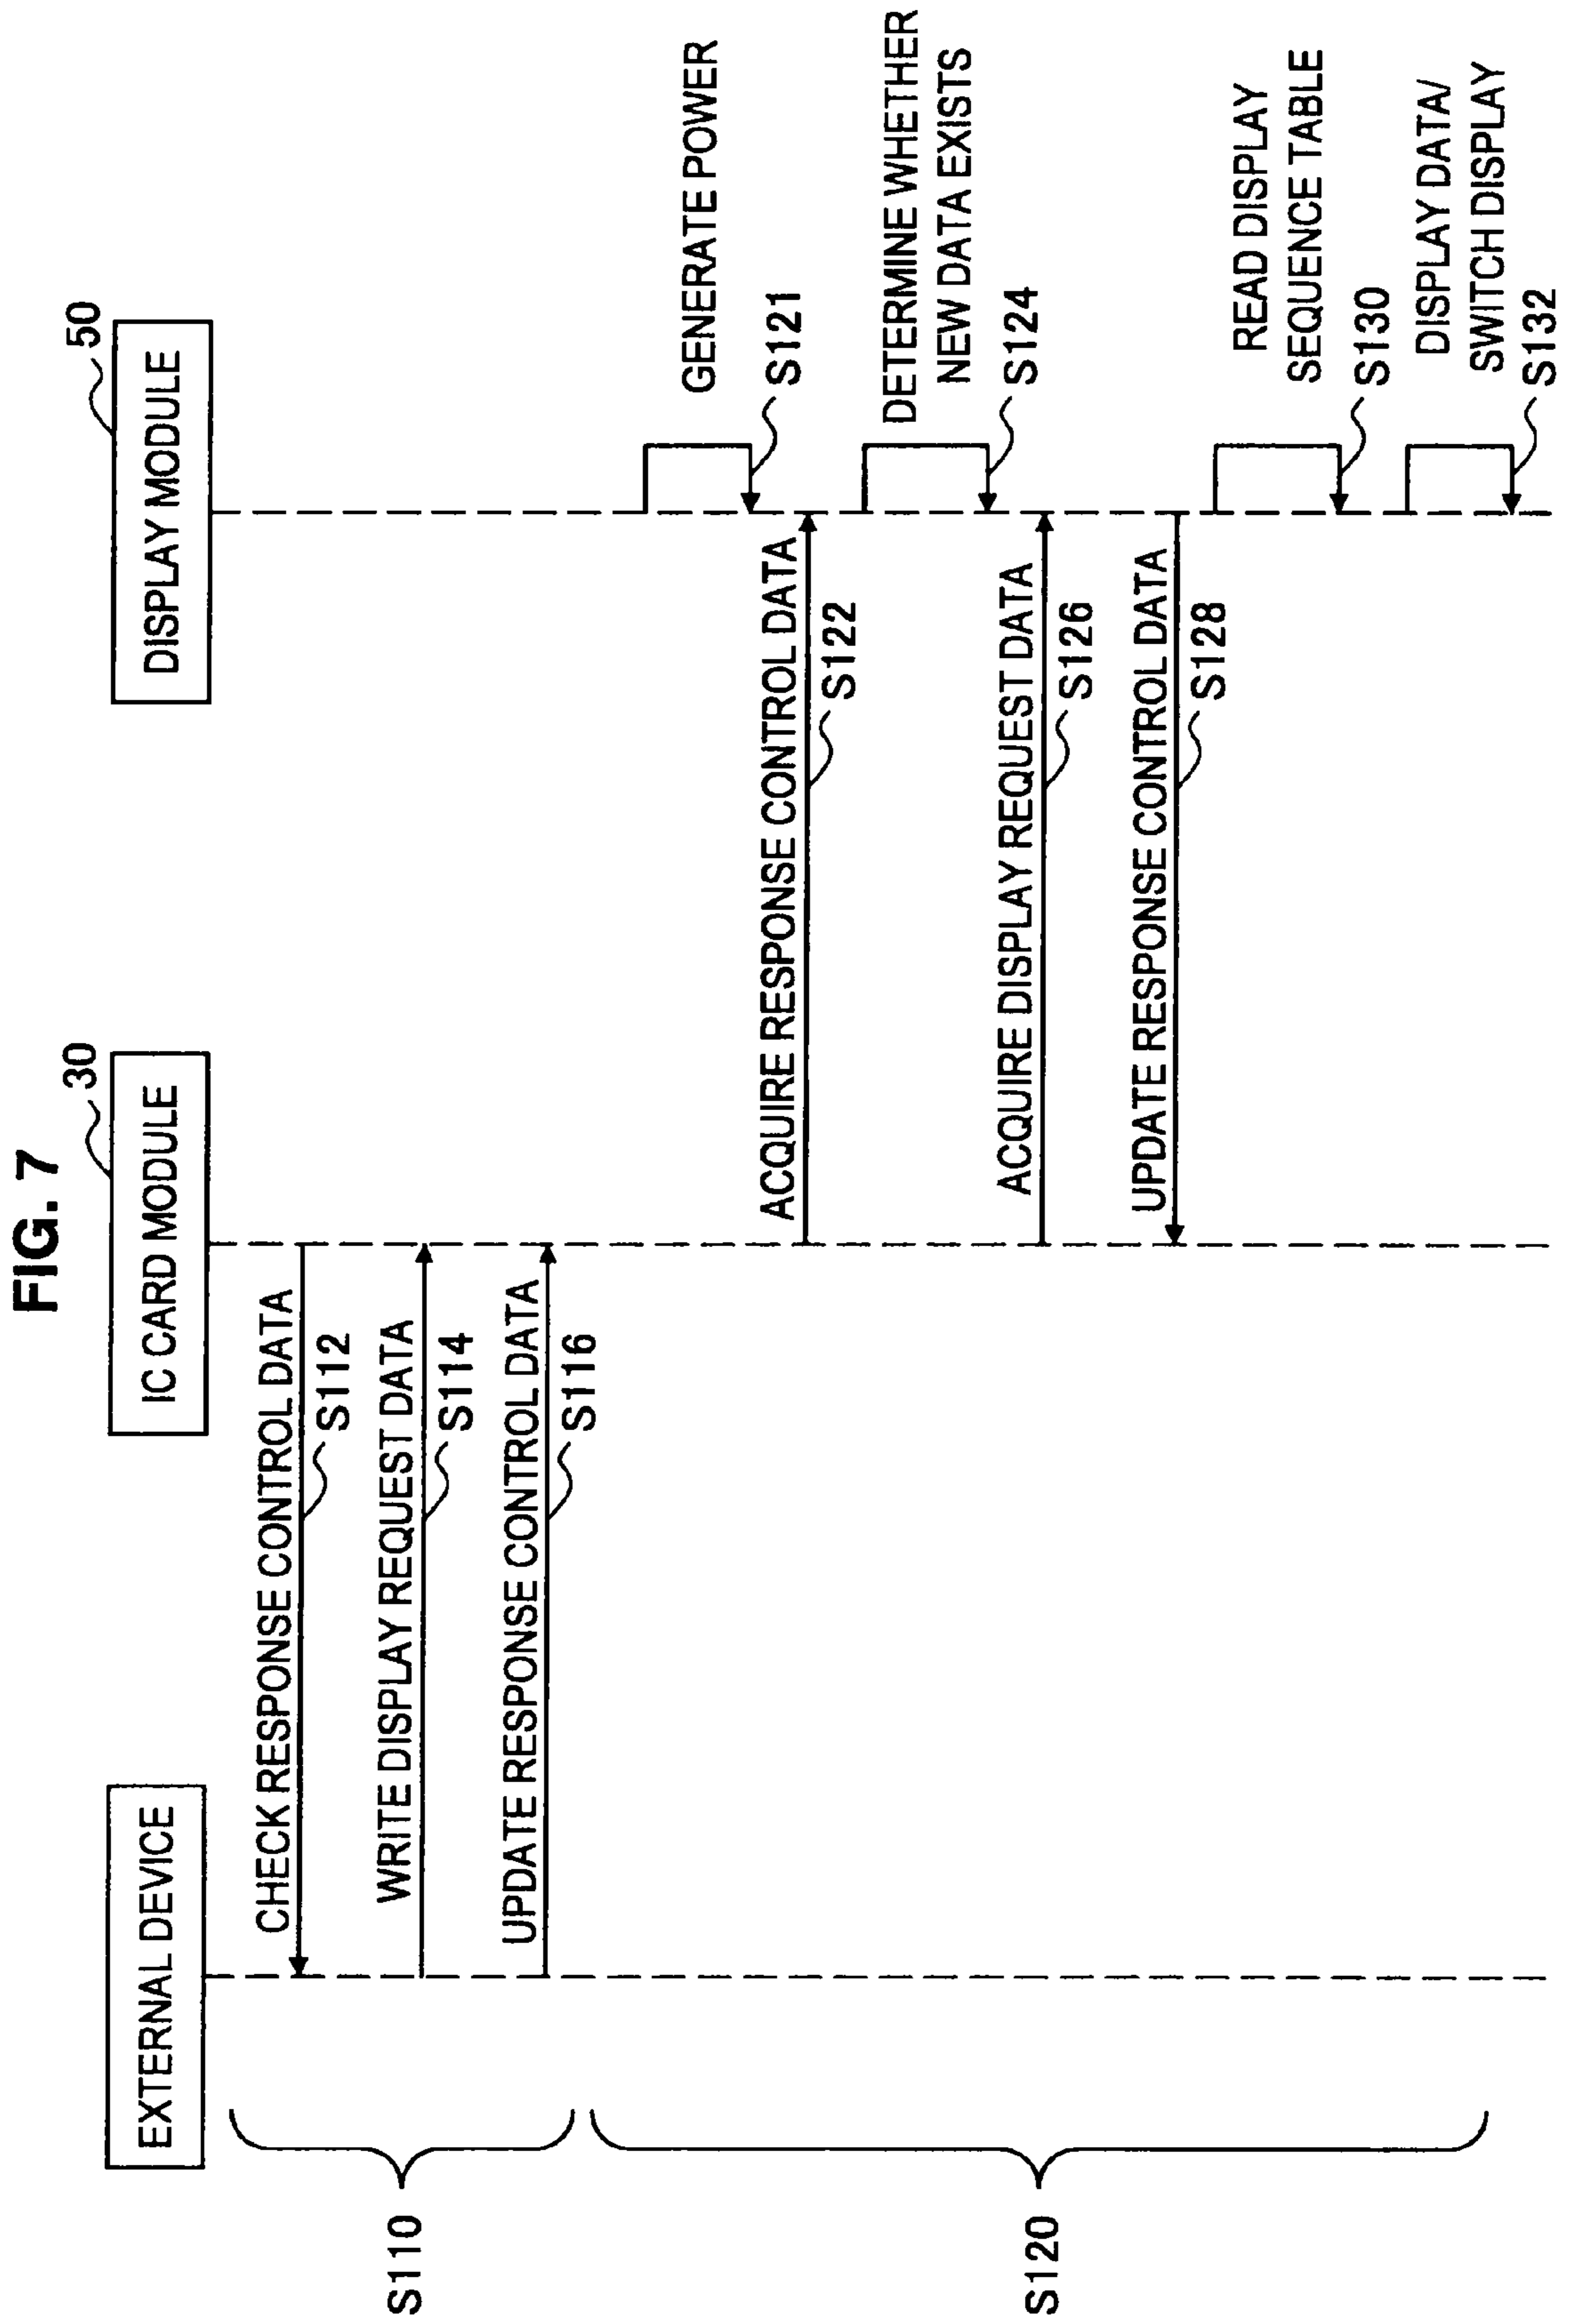 FIG. 7
EXTERNAL DEVICE
IC CARD MODULE
30
DISPLAY MODULE
50
S110
CHECK RESPONSE CONTROL DATA
S112
WRITE DISPLAY REQUEST DATA
S114
UPDATE RESPONSE CONTROL DATA
S116
S120
GENERATE POWER
S121
ACQUIRE RESPONSE CONTROL DATA
S122
DETERMINE WHETHER
NEW DATA EXISTS
S124
ACQUIRE DISPLAY REQUEST DATA
S126
UPDATE RESPONSE CONTROL DATA
S128
READ DISPLAY
SEQUENCE TABLE
S130
DISPLAY DATA/
SWITCH DISPLAY
S132